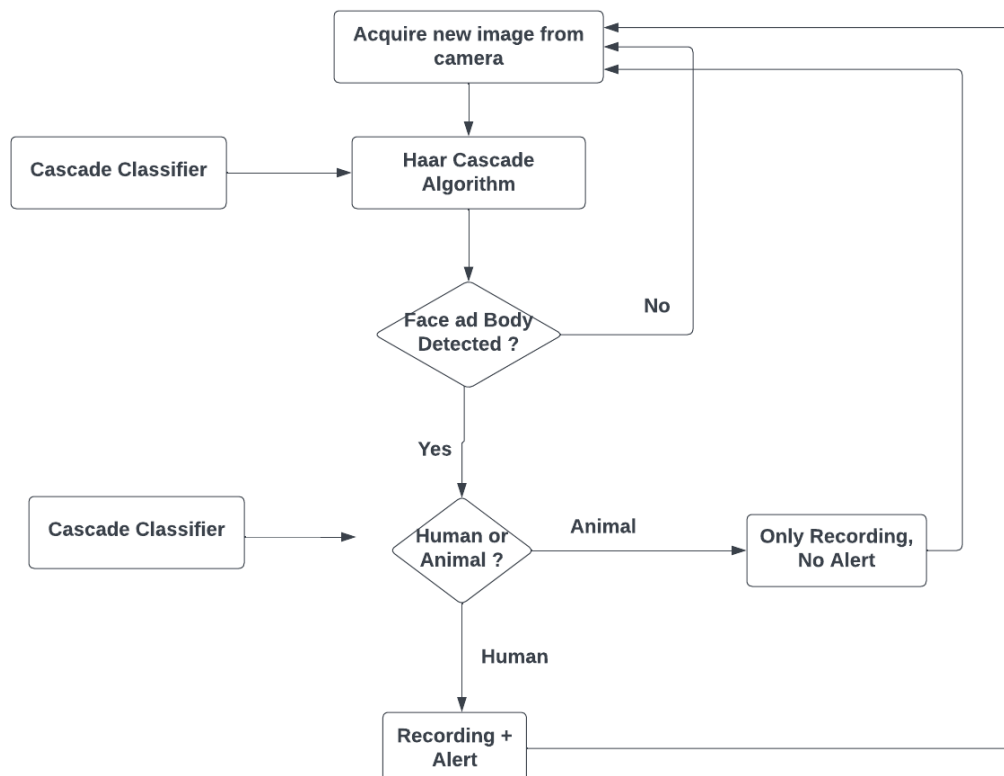 Acquire new image from
camera
Cascade Classifier
Haar Cascade
Algorithm
Face ad Body
Detected ?
No
Yes
Cascade Classifier
Human or
Animal ?
Animal
Only Recording,
No Alert
Human
Recording +
Alert